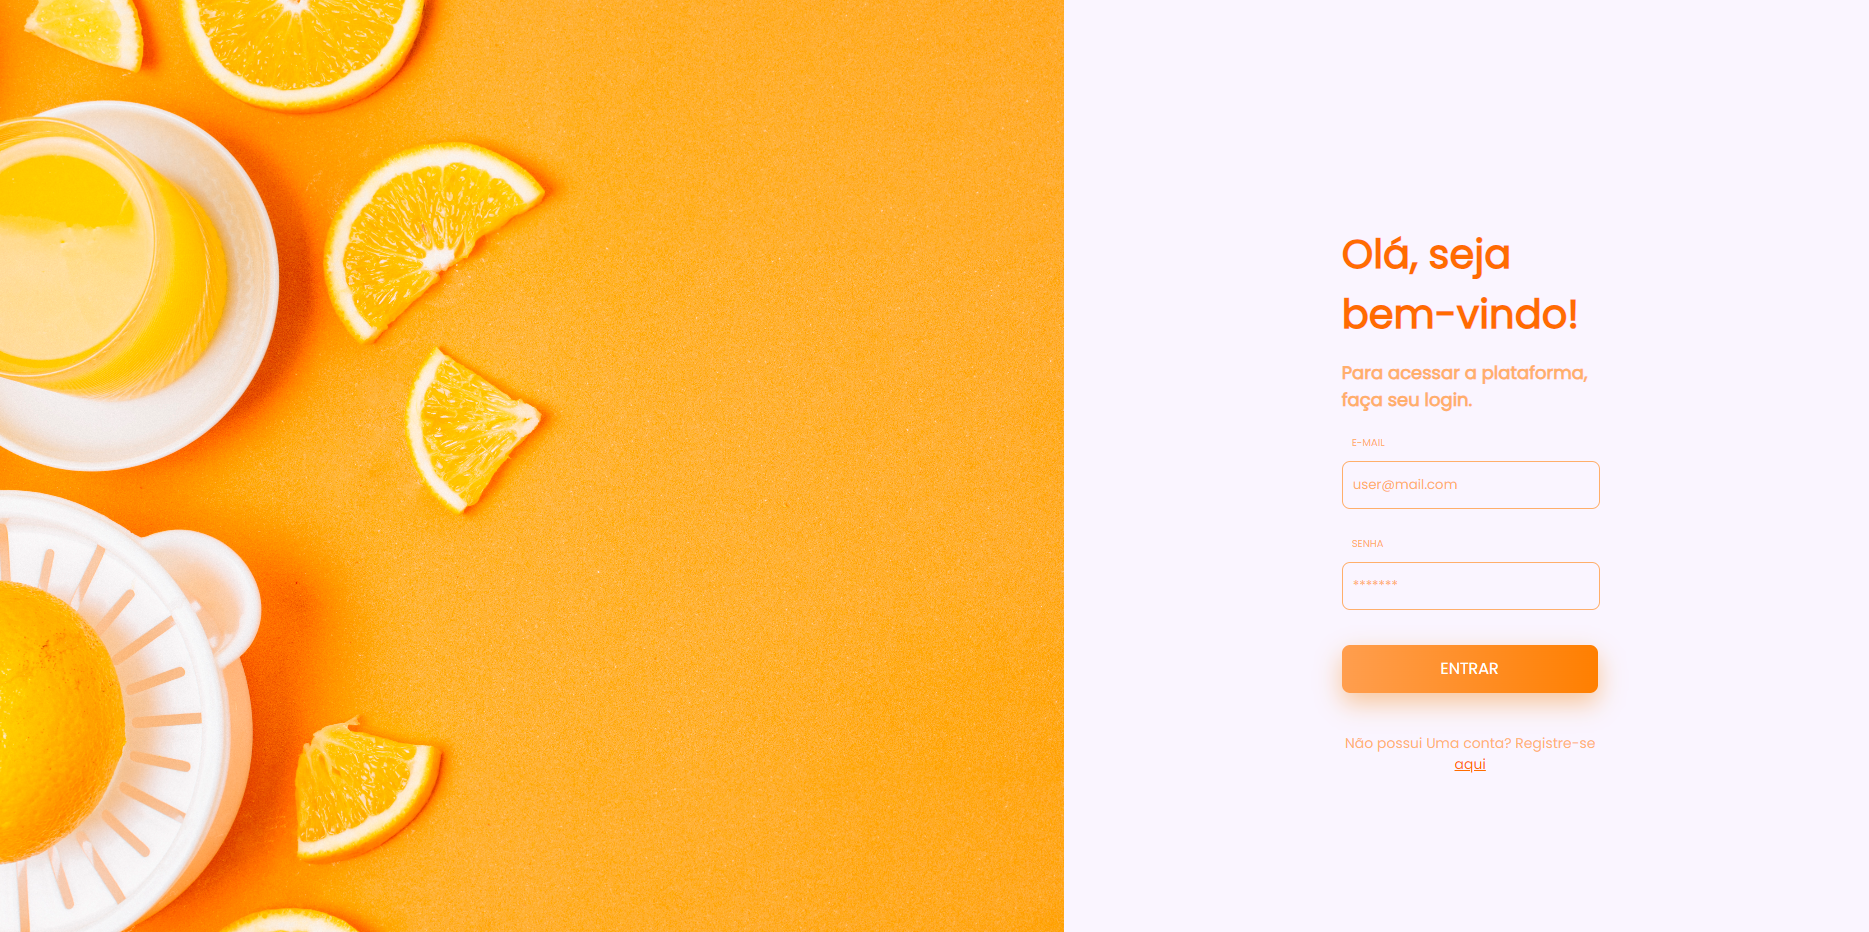 Olá, seja
bem-vindo!
Para acessar a plataforma,
faça seu login.
E-MAIL
user@mail.com
SENHA
*******
ENTRAR
Não possui Uma conta? Registre-se
aqui